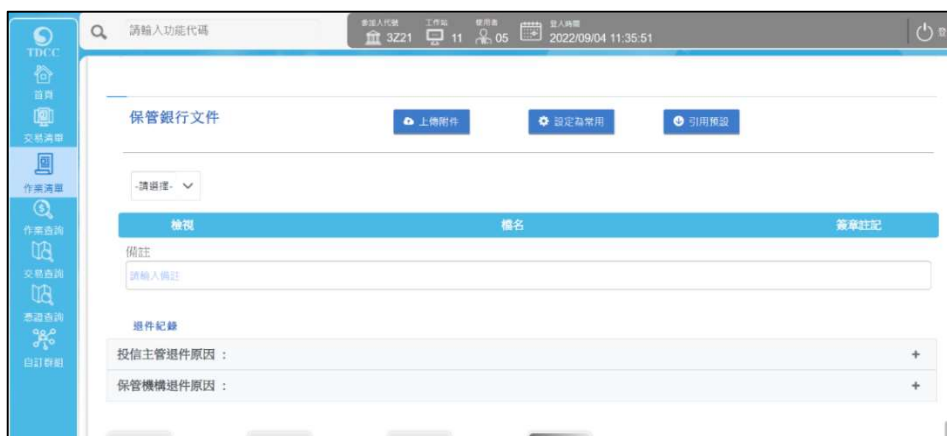 TDCC
請輸入功能代碼
參加人代號 工作站 使用者 登入時間
3Z21 11 05 2022/09/04 11:35:51
登
首頁
交易清單
作業清單
作業查詢
交易查詢
憑證查詢
自訂群組
保管銀行文件
上傳附件
設定為常用
引用預設
-請選擇-
檢視 檔名 簽章註記
備註
請輸入備註
退件紀錄
投信主管退件原因 :
保管機構退件原因 :